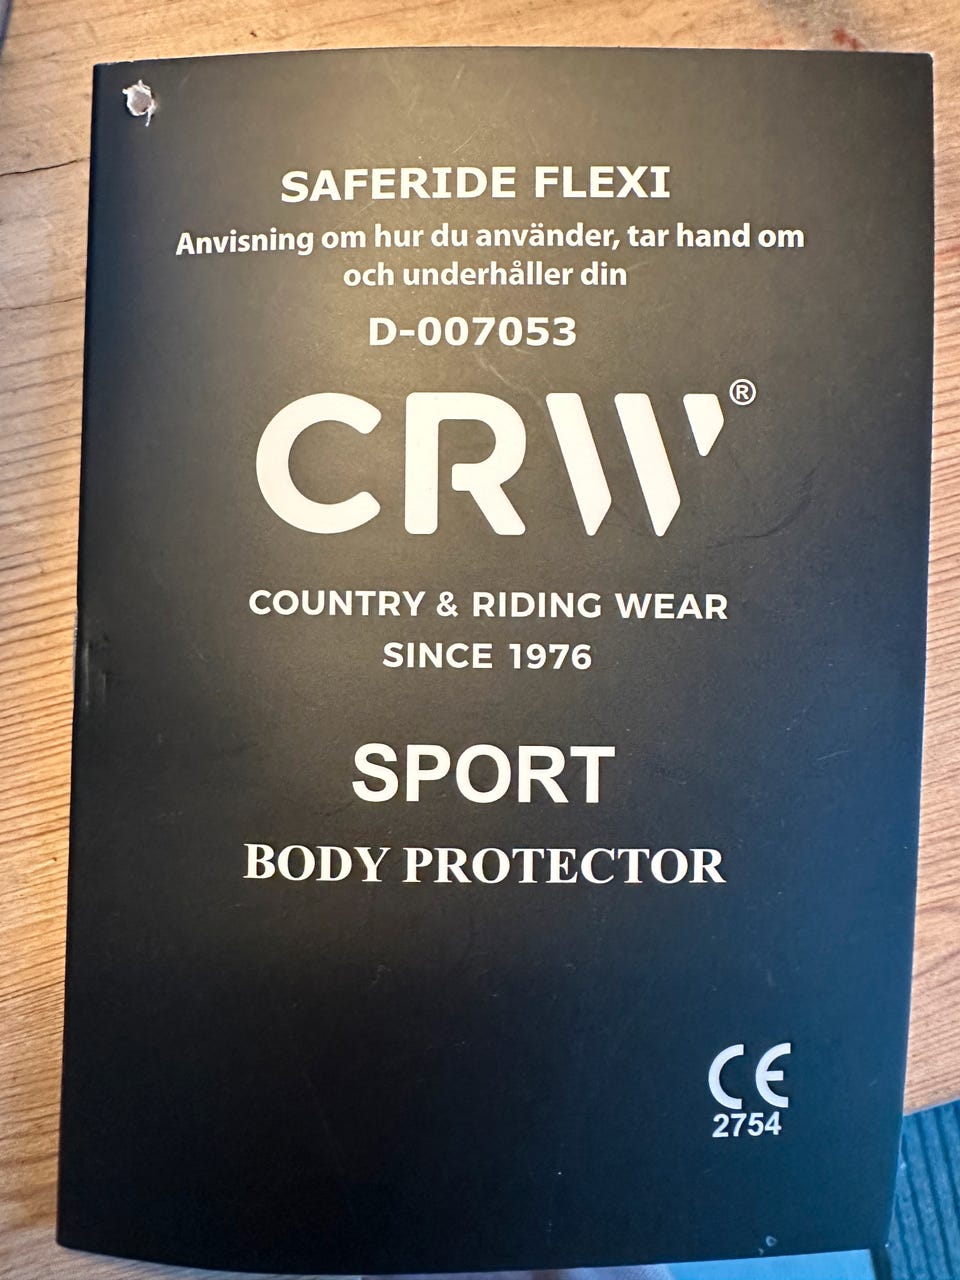 SAFERIDE FLEXI
Anvisning om hur du använder, tar hand om
och underhåller din
D-007053
CRW®
COUNTRY & RIDING WEAR
SINCE 1976
SPORT
BODY PROTECTOR
CE
2754